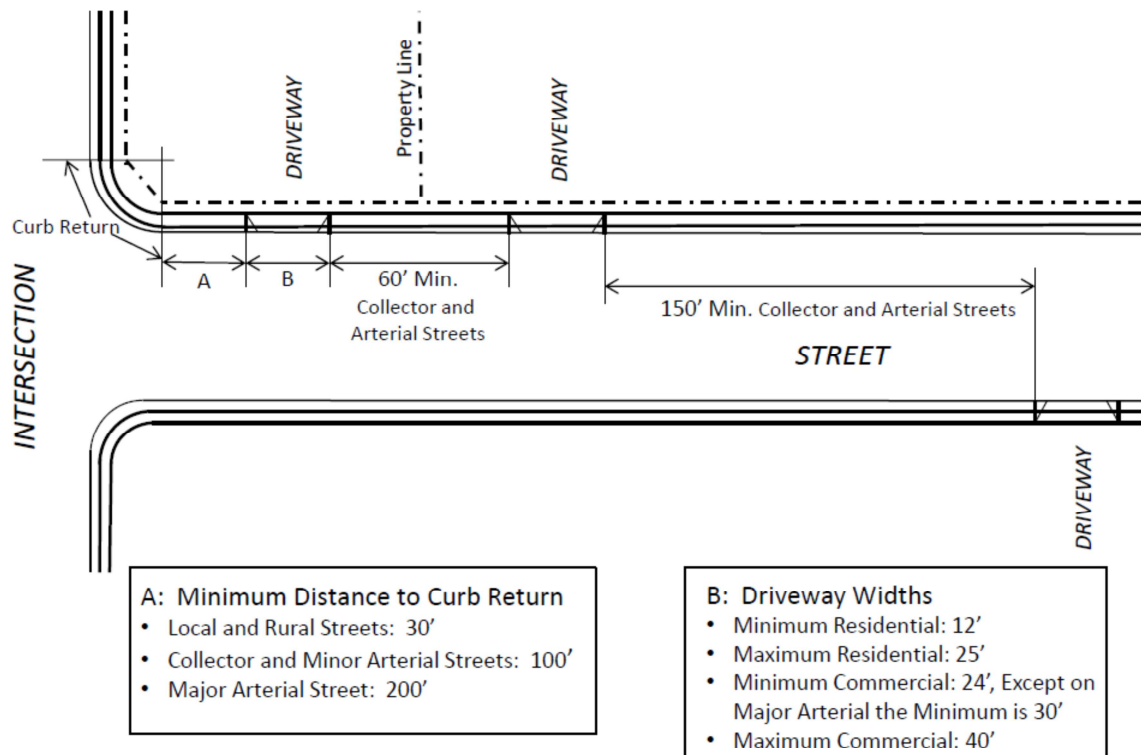 DRIVEWAY
Property Line
DRIVEWAY
Curb Return
A
B
60’ Min.
Collector and
Arterial Streets
150’ Min. Collector and Arterial Streets
STREET
INTERSECTION
DRIVEWAY
A: Minimum Distance to Curb Return
• Local and Rural Streets: 30’
• Collector and Minor Arterial Streets: 100’
• Major Arterial Street: 200’
B: Driveway Widths
• Minimum Residential: 12’
• Maximum Residential: 25’
• Minimum Commercial: 24’, Except on
Major Arterial the Minimum is 30’
• Maximum Commercial: 40’